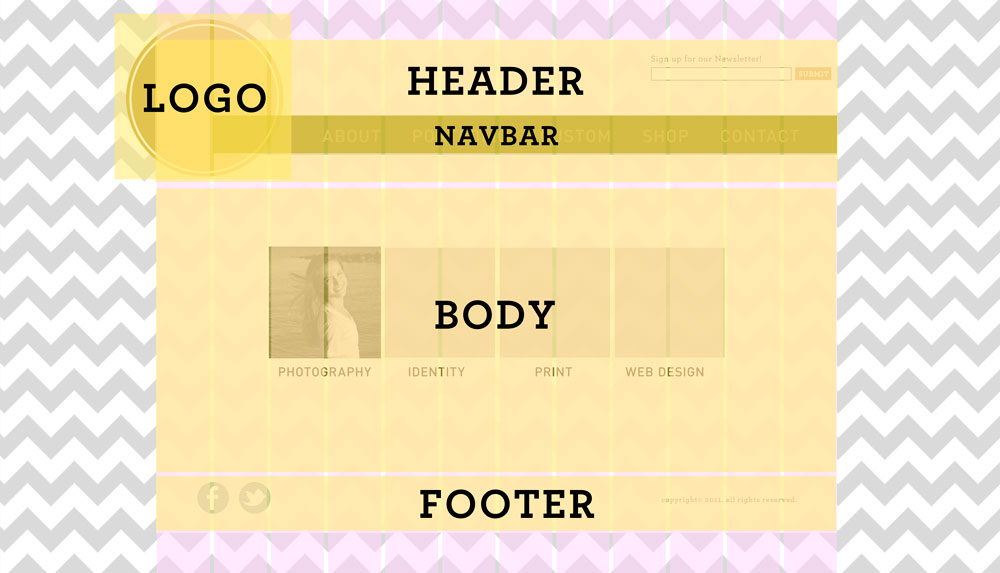 Sign up for our Newsletter!
SUBMIT
LOGO
HEADER
ABOUT
NAVBAR
SHOP
CONTACT
BODY
PHOTOGRAPHY
IDENTITY
PRINT
WEB DESIGN
f
FOOTER
copyright© 2011. all rights reserved.